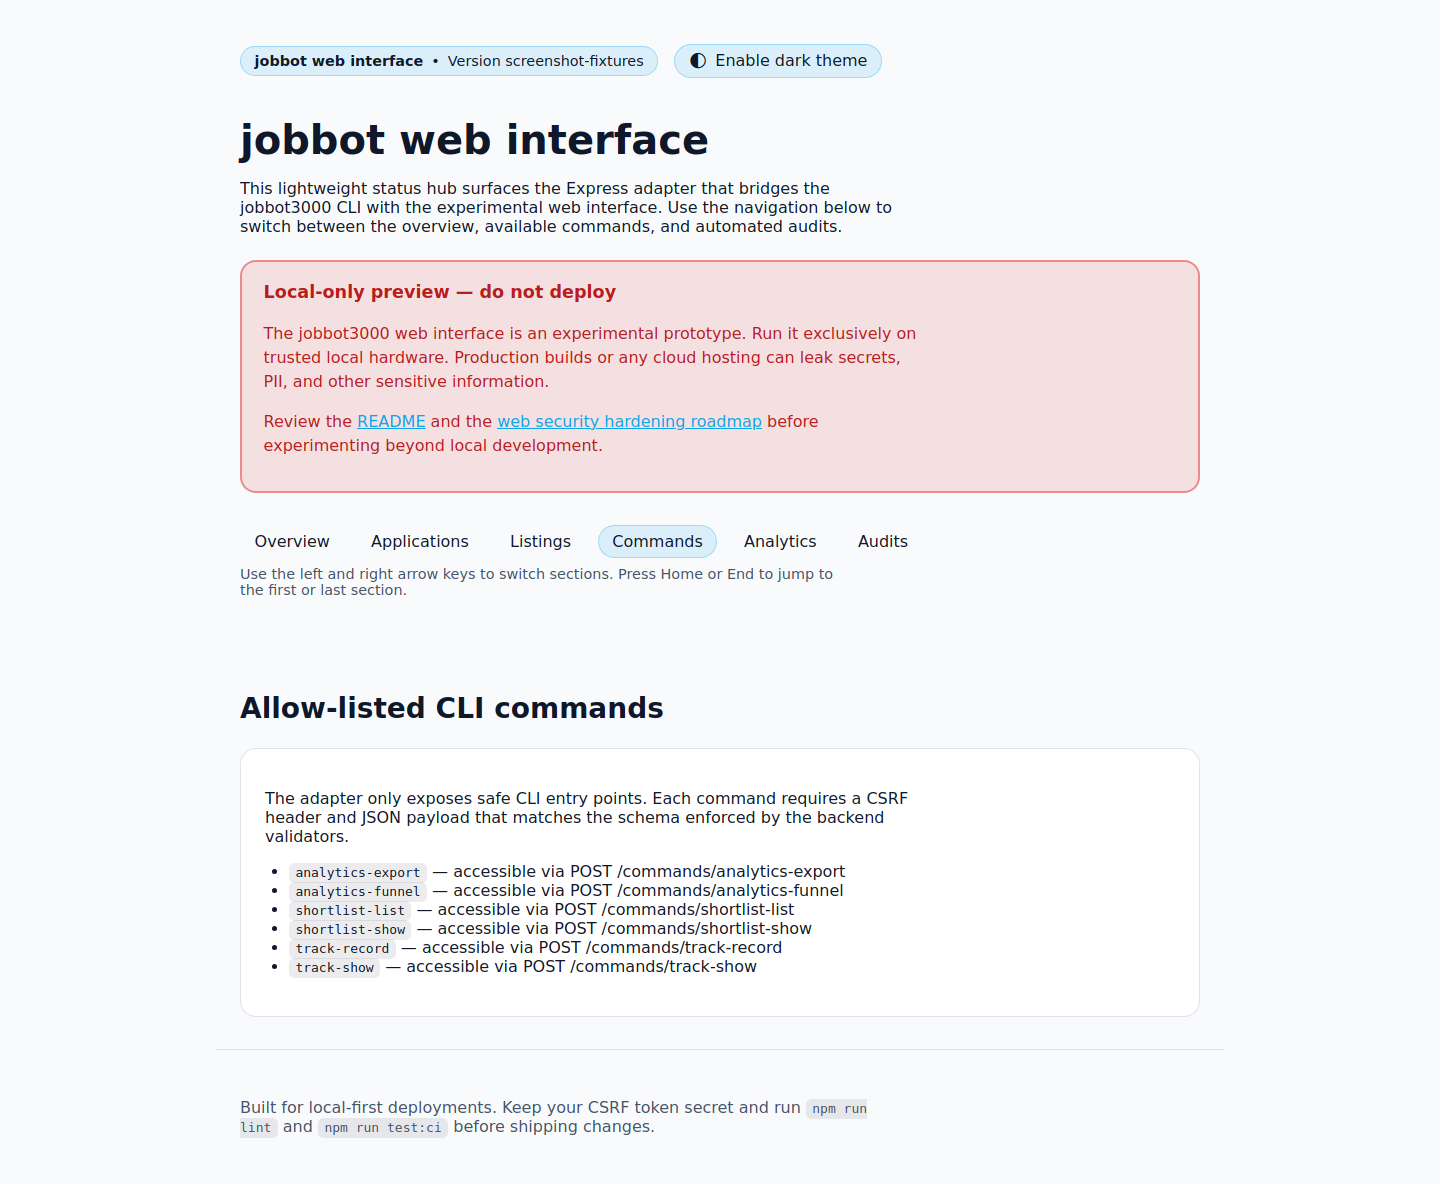 jobbot web interface • Version screenshot-fixtures
Enable dark theme
jobbot web interface
This lightweight status hub surfaces the Express adapter that bridges the
jobbot3000 CLI with the experimental web interface. Use the navigation below to
switch between the overview, available commands, and automated audits.
Local-only preview — do not deploy
The jobbot3000 web interface is an experimental prototype. Run it exclusively on
trusted local hardware. Production builds or any cloud hosting can leak secrets,
PII, and other sensitive information.
Review the README and the web security hardening roadmap before
experimenting beyond local development.
Overview Applications Listings Commands Analytics Audits
Use the left and right arrow keys to switch sections. Press Home or End to jump to
the first or last section.
Allow-listed CLI commands
The adapter only exposes safe CLI entry points. Each command requires a CSRF
header and JSON payload that matches the schema enforced by the backend
validators.
• analytics-export — accessible via POST /commands/analytics-export
• analytics-funnel — accessible via POST /commands/analytics-funnel
• shortlist-list — accessible via POST /commands/shortlist-list
• shortlist-show — accessible via POST /commands/shortlist-show
• track-record — accessible via POST /commands/track-record
• track-show — accessible via POST /commands/track-show
Built for local-first deployments. Keep your CSRF token secret and run npm run
lint and npm run test:ci before shipping changes.